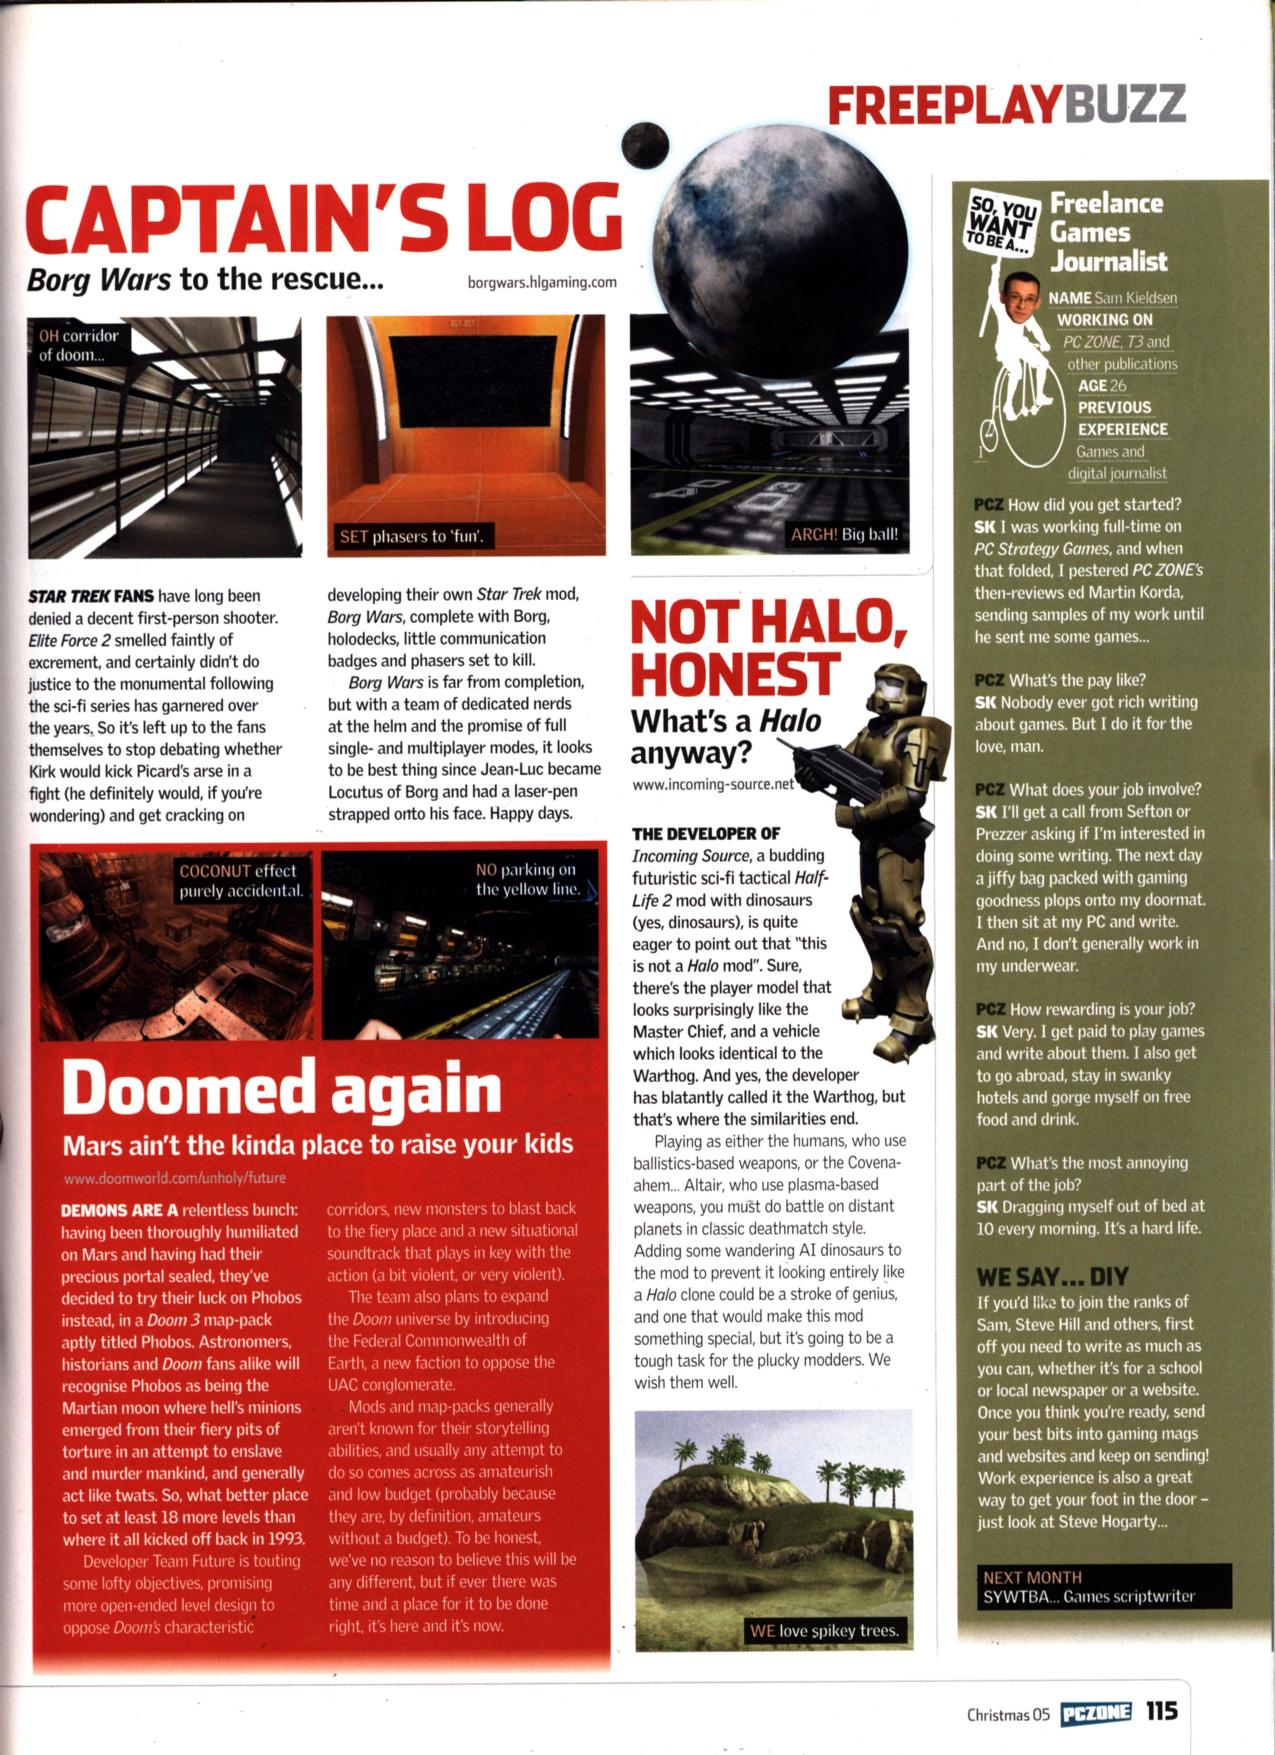 FREEPLAYBUZZ
CAPTAIN'S LOG
Borg Wars to the rescue...
borgwars.hlgaming.com
OH corridor
of doom...
SET phasers to 'fun'.
ARGH! Big ball!
STAR TREK FANS have long been
denied a decent first-person shooter.
Elite Force 2 smelled faintly of
excrement, and certainly didn't do
justice to the monumental following
the sci-fi series has garnered over
the years. So it's left up to the fans
themselves to stop debating whether
Kirk would kick Picard's arse in a
fight (he definitely would, if you're
wondering) and get cracking on
developing their own Star Trek mod,
Borg Wars, complete with Borg,
holodecks, little communication
badges and phasers set to kill.
Borg Wars is far from completion,
but with a team of dedicated nerds
at the helm and the promise of full
single- and multiplayer modes, it looks
to be best thing since Jean-Luc became
Locutus of Borg and had a laser-pen
strapped onto his face. Happy days.
COCONUT effect
purely accidental.
NO parking on
the yellow line.
Doomed again
Mars ain't the kinda place to raise your kids
www.doomworld.com/unholy/future
DEMONS ARE A relentless bunch:
having been thoroughly humiliated
on Mars and having had their
precious portal sealed, they've
decided to try their luck on Phobos
instead, in a Doom 3 map-pack
aptly titled Phobos. Astronomers,
historians and Doom fans alike will
recognise Phobos as being the
Martian moon where hell's minions
emerged from their fiery pits of
torture in an attempt to enslave
and murder mankind, and generally
act like twats. So, what better place
to set at least 18 more levels than
where it all kicked off back in 1993.
Developer Team Future is touting
some lofty objectives, promising
more open-ended level design to
oppose Doom's characteristic
corridors, new monsters to blast back
to the fiery place and a new situational
soundtrack that plays in key with the
action (a bit violent, or very violent).
The team also plans to expand
the Doom universe by introducing
the Federal Commonwealth of
Earth, a new faction to oppose the
UAC conglomerate.
Mods and map-packs generally
aren't known for their storytelling
abilities, and usually any attempt to
do so comes across as amateurish
and low budget (probably because
they are, by definition, amateurs
without a budget). To be honest,
we've no reason to believe this will be
any different, but if ever there was
time and a place for it to be done
right, it's here and it's now.
NOT HALO,
HONEST
What's a Halo
anyway?
www.incoming-source.net
THE DEVELOPER OF
Incoming Source, a budding
futuristic sci-fi tactical Half-
Life 2 mod with dinosaurs
(yes, dinosaurs), is quite
eager to point out that "this
is not a Halo mod". Sure,
there's the player model that
looks surprisingly like the
Master Chief, and a vehicle
which looks identical to the
Warthog. And yes, the developer
has blatantly called it the Warthog, but
that's where the similarities end.
Playing as either the humans, who use
ballistics-based weapons, or the Covena-
ahem... Altair, who use plasma-based
weapons, you must do battle on distant
planets in classic deathmatch style.
Adding some wandering AI dinosaurs to
the mod to prevent it looking entirely like
a Halo clone could be a stroke of genius,
and one that would make this mod
something special, but it's going to be a
tough task for the plucky modders. We
wish them well.
WE love spikey trees.
SO, YOU
WANT
TO BE A...
Freelance
Games
Journalist
NAME Sam Kieldsen
WORKING ON
PC ZONE, T3 and
other publications
AGE 26
PREVIOUS
EXPERIENCE
Games and
digital journalist
PCZ How did you get started?
SK I was working full-time on
PC Strategy Games, and when
that folded, I pestered PC ZONE's
then-reviews ed Martin Korda,
sending samples of my work until
he sent me some games...
PCZ What's the pay like?
SK Nobody ever got rich writing
about games. But I do it for the
love, man.
PCZ What does your job involve?
SK I'll get a call from Sefton or
Prezzer asking if I'm interested in
doing some writing. The next day
a jiffy bag packed with gaming
goodness plops onto my doormat.
I then sit at my PC and write.
And no, I don't generally work in
my underwear.
PCZ How rewarding is your job?
SK Very. I get paid to play games
and write about them. I also get
to go abroad, stay in swanky
hotels and gorge myself on free
food and drink.
PCZ What's the most annoying
part of the job?
SK Dragging myself out of bed at
10 every morning. It's a hard life.
WE SAY... DIY
If you'd like to join the ranks of
Sam, Steve Hill and others, first
off you need to write as much as
you can, whether it's for a school
or local newspaper or a website.
Once you think you're ready, send
your best bits into gaming mags
and websites and keep on sending!
Work experience is also a great
way to get your foot in the door –
just look at Steve Hogarty...
NEXT MONTH
SYWTBA... Games scriptwriter
Christmas 05 PCZONE 115